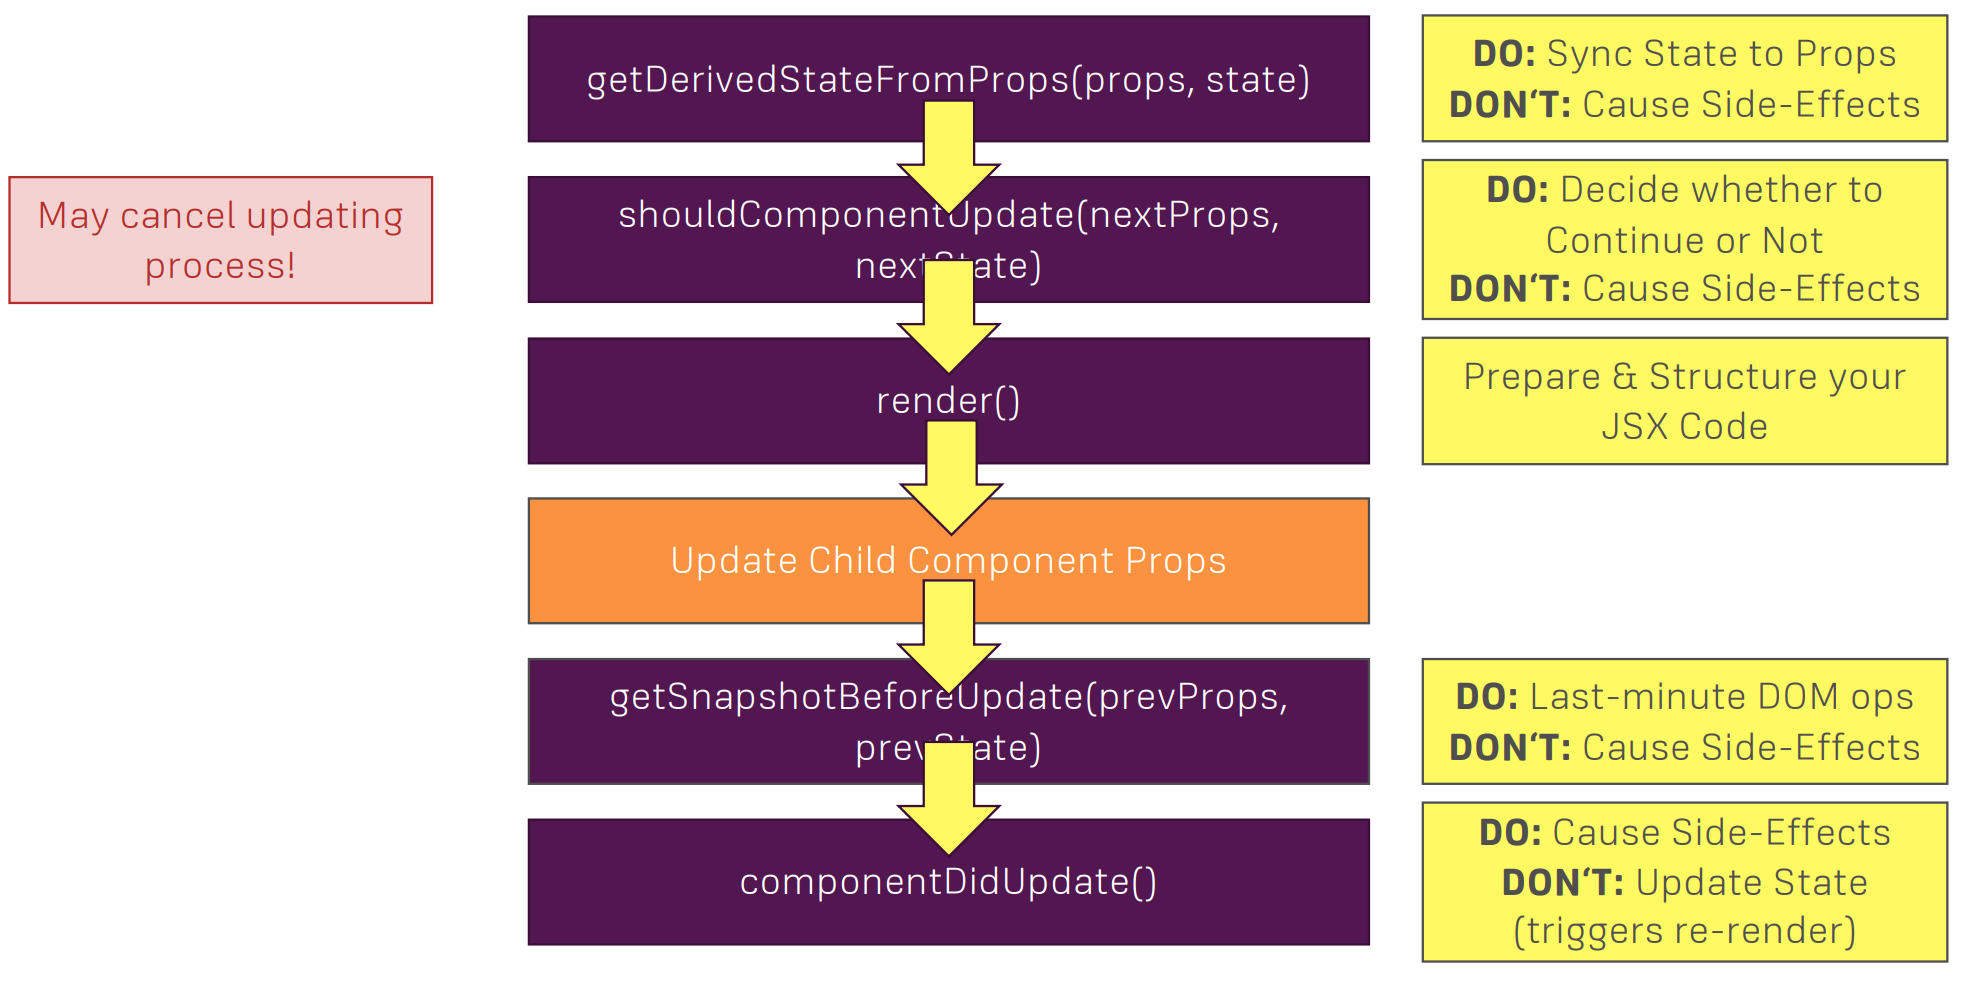 getDerivedStateFromProps(props, state)
DO: Sync State to Props
DON‘T: Cause Side-Effects
May cancel updating
process!
shouldComponentUpdate(nextProps,
nextState)
DO: Decide whether to
Continue or Not
DON‘T: Cause Side-Effects
render()
Prepare & Structure your
JSX Code
Update Child Component Props
getSnapshotBeforeUpdate(prevProps,
prevState)
DO: Last-minute DOM ops
DON‘T: Cause Side-Effects
componentDidUpdate()
DO: Cause Side-Effects
DON‘T: Update State
(triggers re-render)